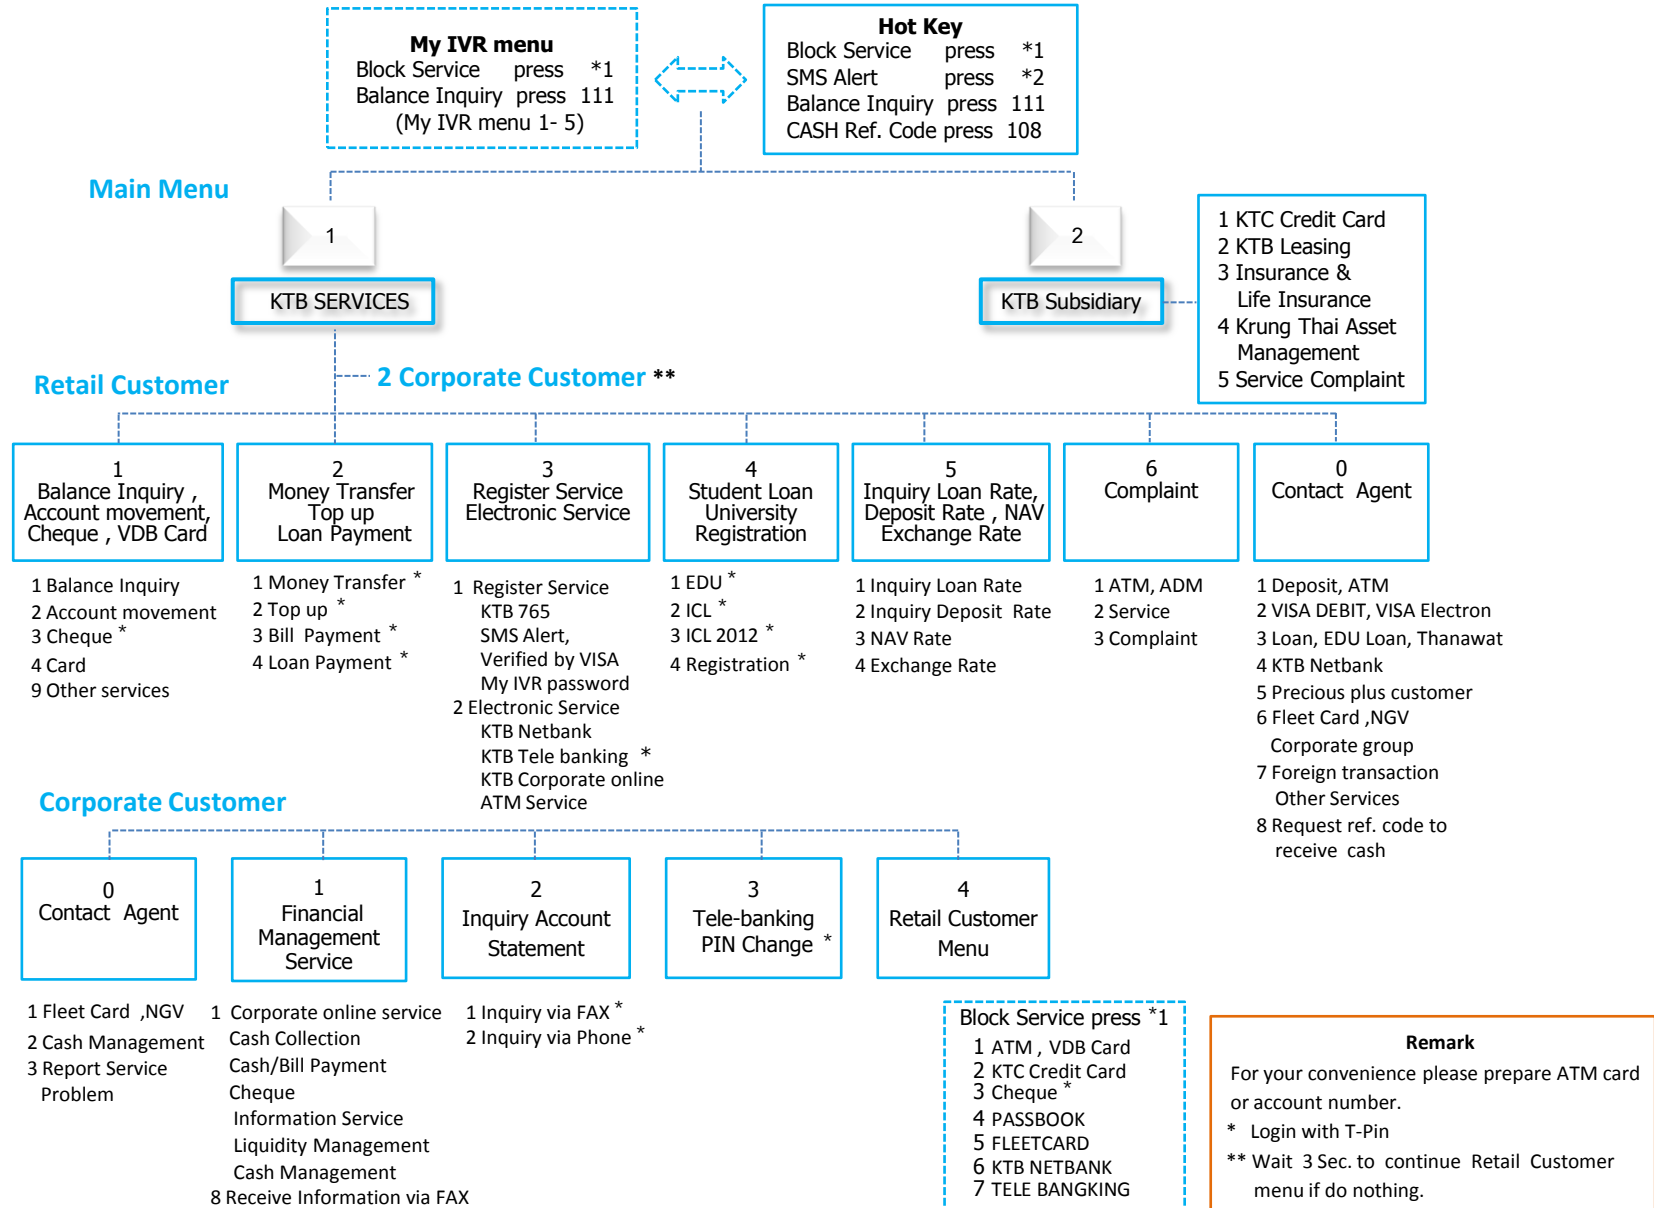 My IVR menu
Block Service press *1
Balance Inquiry press 111
(My IVR menu 1- 5)
Hot Key
Block Service press *1
SMS Alert press *2
Balance Inquiry press 111
CASH Ref. Code press 108
Main Menu
1
KTB SERVICES
2
KTB Subsidiary
1 KTC Credit Card
2 KTB Leasing
3 Insurance &
Life Insurance
4 Krung Thai Asset
Management
5 Service Complaint
Retail Customer
2 Corporate Customer **
1
Balance Inquiry ,
Account movement,
Cheque , VDB Card
1 Balance Inquiry
2 Account movement
3 Cheque *
4 Card
9 Other services
2
Money Transfer
Top up
Loan Payment
1 Money Transfer *
2 Top up *
3 Bill Payment *
4 Loan Payment *
3
Register Service
Electronic Service
1 Register Service
KTB 765
SMS Alert,
Verified by VISA
My IVR password
2 Electronic Service
KTB Netbank
KTB Tele banking *
KTB Corporate online
ATM Service
4
Student Loan
University
Registration
1 EDU *
2 ICL *
3 ICL 2012 *
4 Registration *
5
Inquiry Loan Rate,
Deposit Rate , NAV
Exchange Rate
1 Inquiry Loan Rate
2 Inquiry Deposit Rate
3 NAV Rate
4 Exchange Rate
6
Complaint
1 ATM, ADM
2 Service
3 Complaint
0
Contact Agent
1 Deposit, ATM
2 VISA DEBIT, VISA Electron
3 Loan, EDU Loan, Thanawat
4 KTB Netbank
5 Precious plus customer
6 Fleet Card ,NGV
Corporate group
7 Foreign transaction
Other Services
8 Request ref. code to
receive cash
Corporate Customer
0
Contact Agent
1 Fleet Card ,NGV
2 Cash Management
3 Report Service
Problem
1
Financial
Management
Service
1 Corporate online service
Cash Collection
Cash/Bill Payment
Cheque
Information Service
Liquidity Management
Cash Management
8 Receive Information via FAX
2
Inquiry Account
Statement
1 Inquiry via FAX *
2 Inquiry via Phone *
3
Tele-banking
PIN Change *
4
Retail Customer
Menu
Block Service press *1
1 ATM , VDB Card
2 KTC Credit Card
3 Cheque *
4 PASSBOOK
5 FLEETCARD
6 KTB NETBANK
7 TELE BANGKING
Remark
For your convenience please prepare ATM card
or account number.
* Login with T-Pin
** Wait 3 Sec. to continue Retail Customer
menu if do nothing.